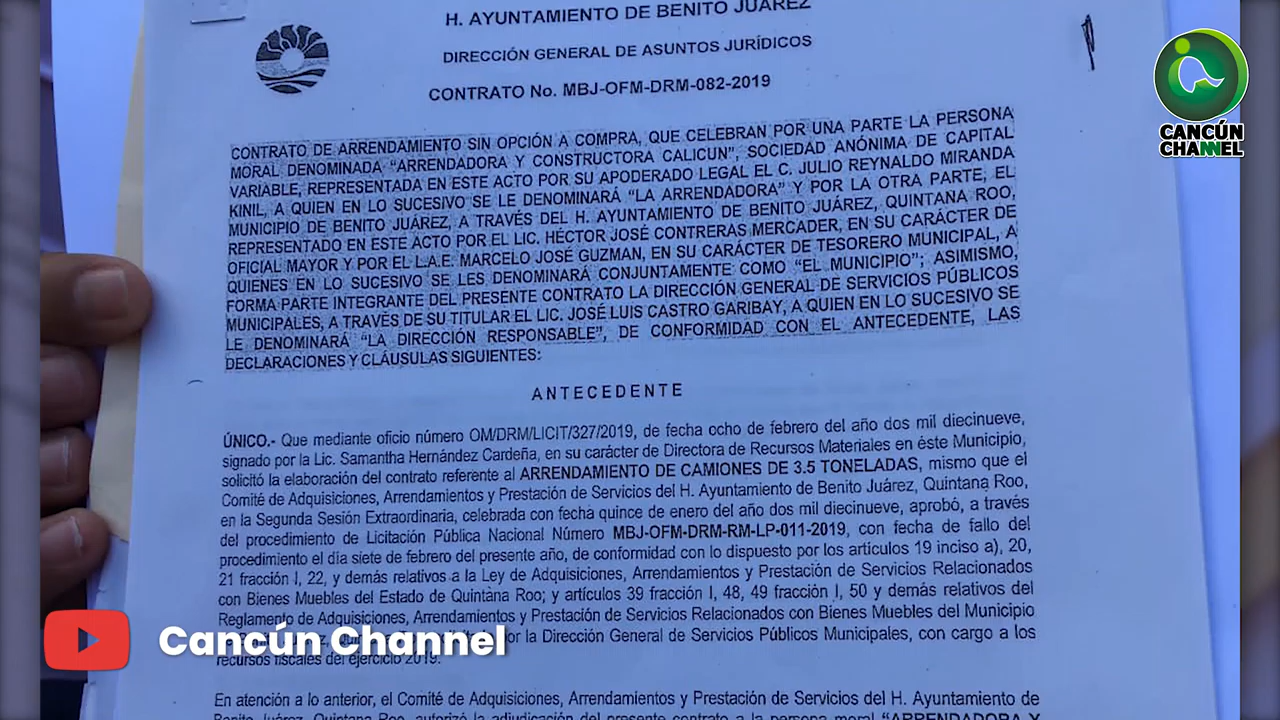 H. AYUNTAMIENTO DE BENITO JUÁREZ
DIRECCIÓN GENERAL DE ASUNTOS JURÍDICOS
CONTRATO No. MBJ-OFM-DRM-082-2019
CANCÚN
CHANNEL
CONTRATO DE ARRENDAMIENTO SIN OPCIÓN A COMPRA, QUE CELEBRAN POR UNA PARTE LA PERSONA
MORAL DENOMINADA “ARRENDADORA Y CONSTRUCTORA CALICUN”, SOCIEDAD ANÓNIMA DE CAPITAL
VARIABLE, REPRESENTADA EN ESTE ACTO POR SU APODERADO LEGAL EL C. JULIO REYNALDO MIRANDA
KINIL, A QUIEN EN LO SUCESIVO SE LE DENOMINARÁ “LA ARRENDADORA” Y POR LA OTRA PARTE, EL
MUNICIPIO DE BENITO JUÁREZ, A TRAVÉS DEL H. AYUNTAMIENTO DE BENITO JUÁREZ, QUINTANA ROO,
REPRESENTADO EN ESTE ACTO POR EL LIC. HÉCTOR JOSÉ CONTRERAS MERCADER, EN SU CARÁCTER DE
OFICIAL MAYOR Y POR EL L.A.E. MARCELO JOSÉ GUZMAN, EN SU CARÁCTER DE TESORERO MUNICIPAL, A
QUIENES EN LO SUCESIVO SE LES DENOMINARÁ CONJUNTAMENTE COMO “EL MUNICIPIO”; ASIMISMO,
FORMA PARTE INTEGRANTE DEL PRESENTE CONTRATO LA DIRECCIÓN GENERAL DE SERVICIOS PÚBLICOS
MUNICIPALES, A TRAVÉS DE SU TITULAR EL LIC. JOSÉ LUIS CASTRO GARIBAY, A QUIEN EN LO SUCESIVO SE
LE DENOMINARÁ “LA DIRECCIÓN RESPONSABLE”, DE CONFORMIDAD CON EL ANTECEDENTE, LAS
DECLARACIONES Y CLÁUSULAS SIGUIENTES:
ANTECEDENTE
ÚNICO.- Que mediante oficio número OM/DRM/LICIT/327/2019, de fecha ocho de febrero del año dos mil diecinueve,
signado por la Lic. Samantha Hernández Cardeña, en su carácter de Directora de Recursos Materiales en éste Municipio,
solicitó la elaboración del contrato referente al ARRENDAMIENTO DE CAMIONES DE 3.5 TONELADAS, mismo que el
Comité de Adquisiciones, Arrendamientos y Prestación de Servicios del H. Ayuntamiento de Benito Juárez, Quintana Roo,
en la Segunda Sesión Extraordinaria, celebrada con fecha quince de enero del año dos mil diecinueve, aprobó, a través
del procedimiento de Licitación Pública Nacional Número MBJ-OFM-DRM-RM-LP-011-2019, con fecha de fallo del
procedimiento el día siete de febrero del presente año, de conformidad con lo dispuesto por los artículos 19 inciso a), 20,
21 fracción I, 22, y demás relativos a la Ley de Adquisiciones, Arrendamientos y Prestación de Servicios Relacionados
con Bienes Muebles del Estado de Quintana Roo; y artículos 39 fracción I, 48, 49 fracción I, 50 y demás relativos del
Reglamento de Adquisiciones, Arrendamientos y Prestación de Servicios Relacionados con Bienes Muebles del Municipio
por la Dirección General de Servicios Públicos Municipales, con cargo a los
recursos fiscales del ejercicio 2019.
Cancún Channel
En atención a lo anterior, el Comité de Adquisiciones, Arrendamientos y Prestación de Servicios del H. Ayuntamiento de
Benito Juárez, Quintana Roo, autorizó la adjudicación del presente contrato a la persona moral “ARRENDADORA Y